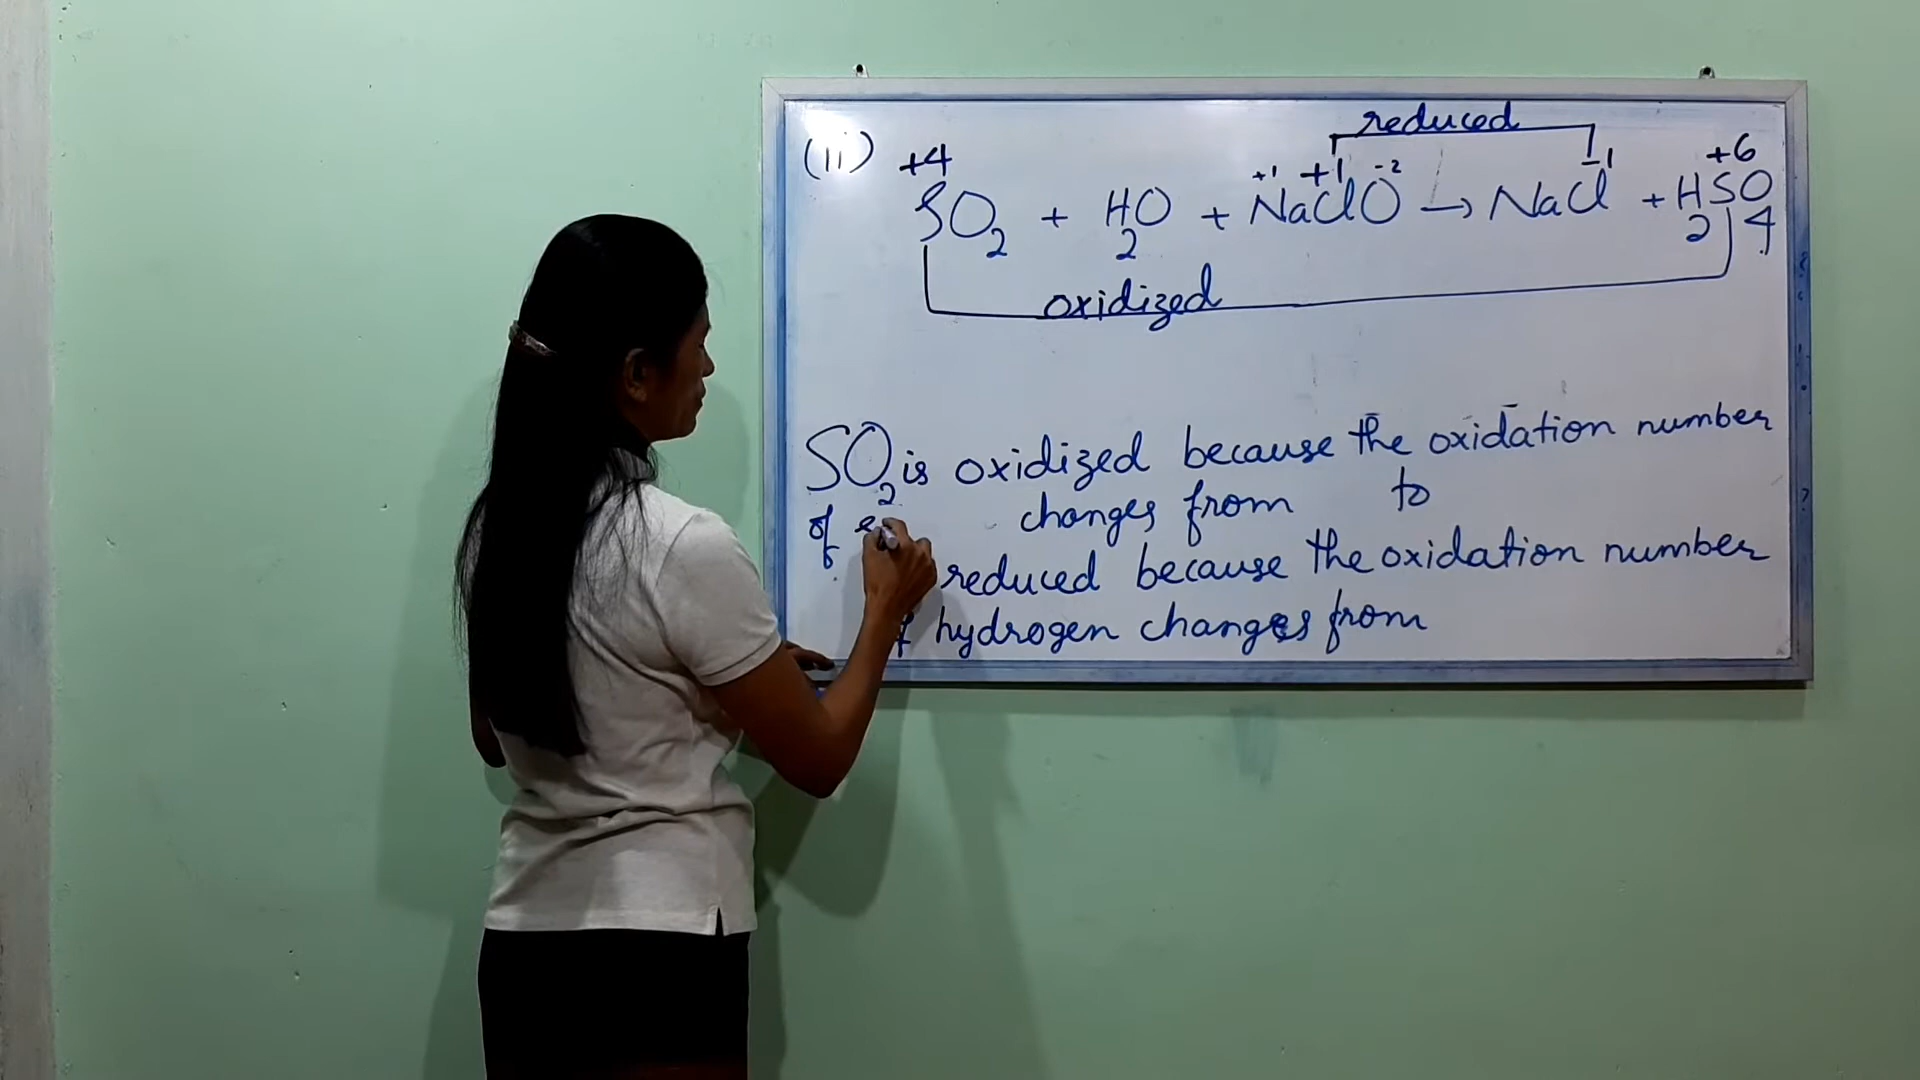 reduced
(ii) +4 +1 +1 -2 -1 +6
SO2 + H2O + NaClO → NaCl + H2SO4
oxidized
SO2 is oxidized because the oxidation number
of changes from to
reduced because the oxidation number
hydrogen changes from